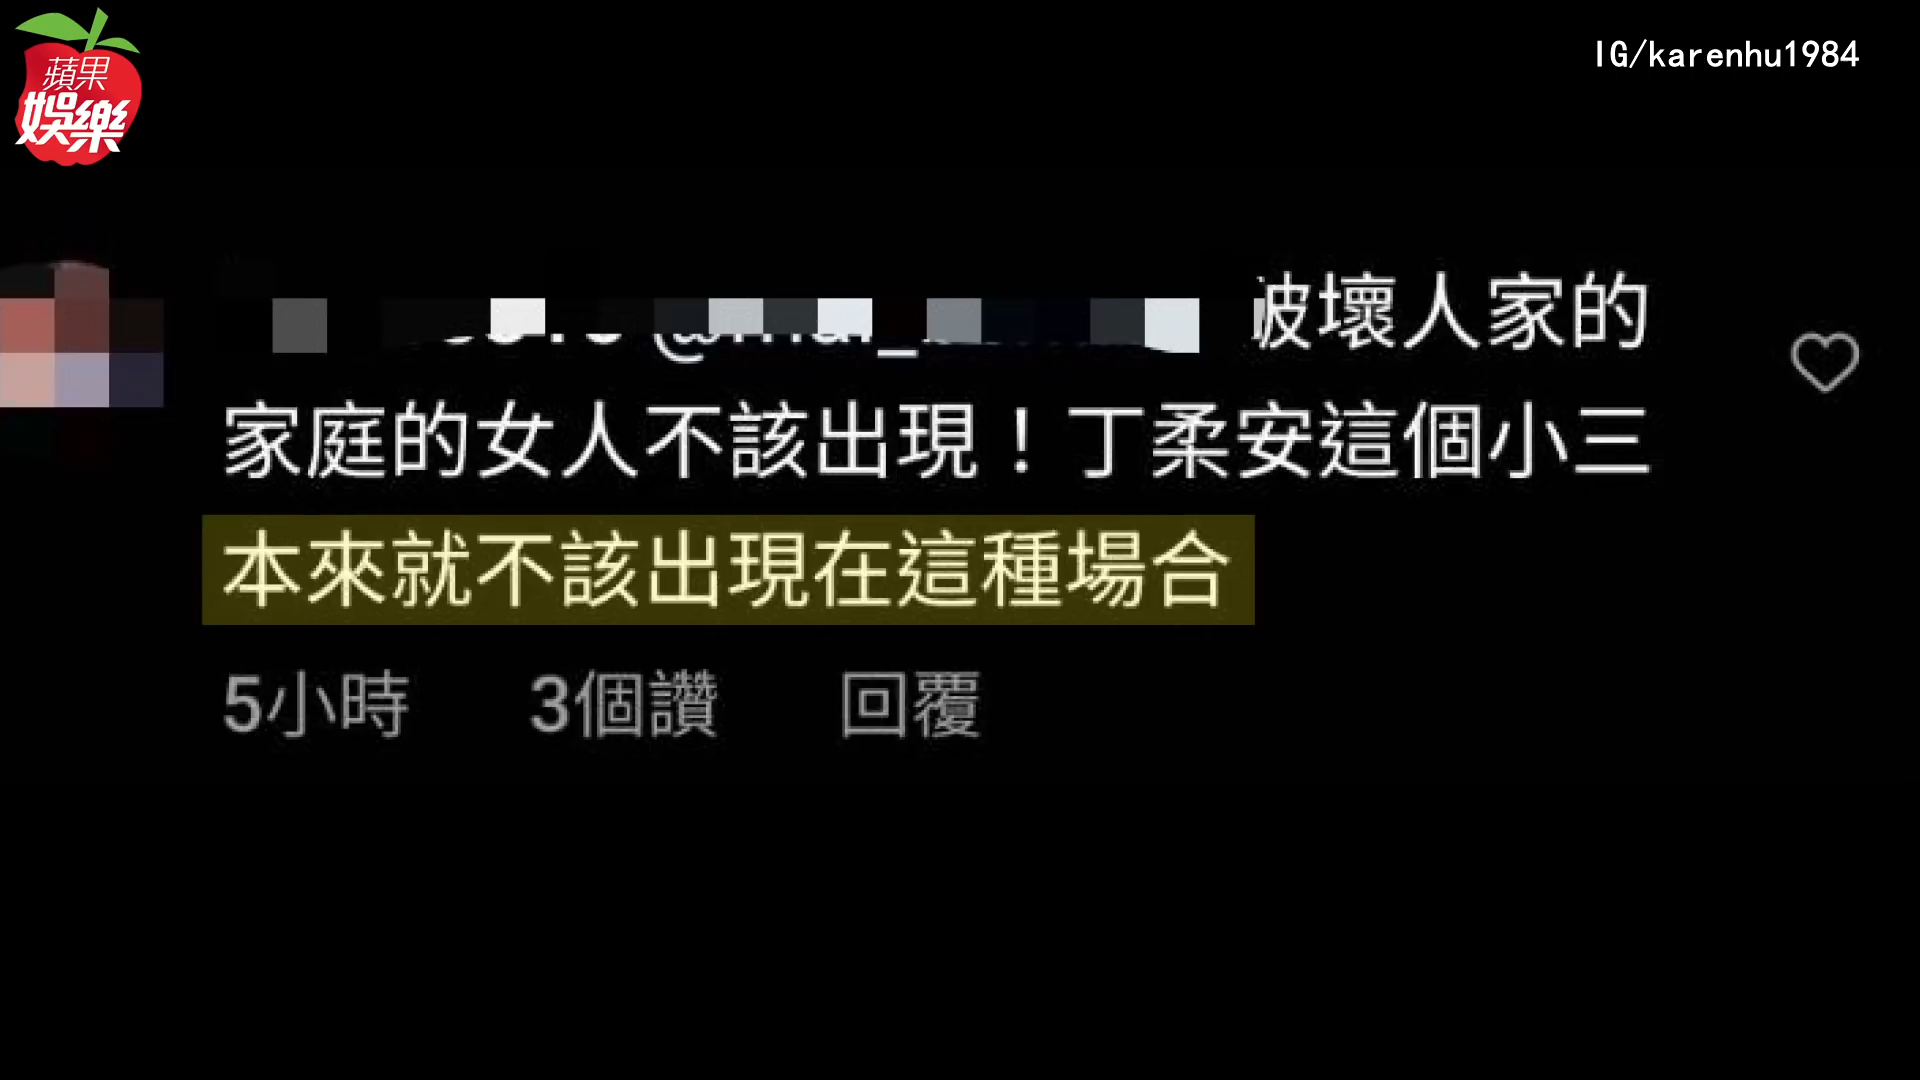 蘋果
娛樂
IG/karenhu1984
破壞人家的
家庭的女人不該出現！丁柔安這個小三
本來就不該出現在這種場合
5小時 3個讚 回覆